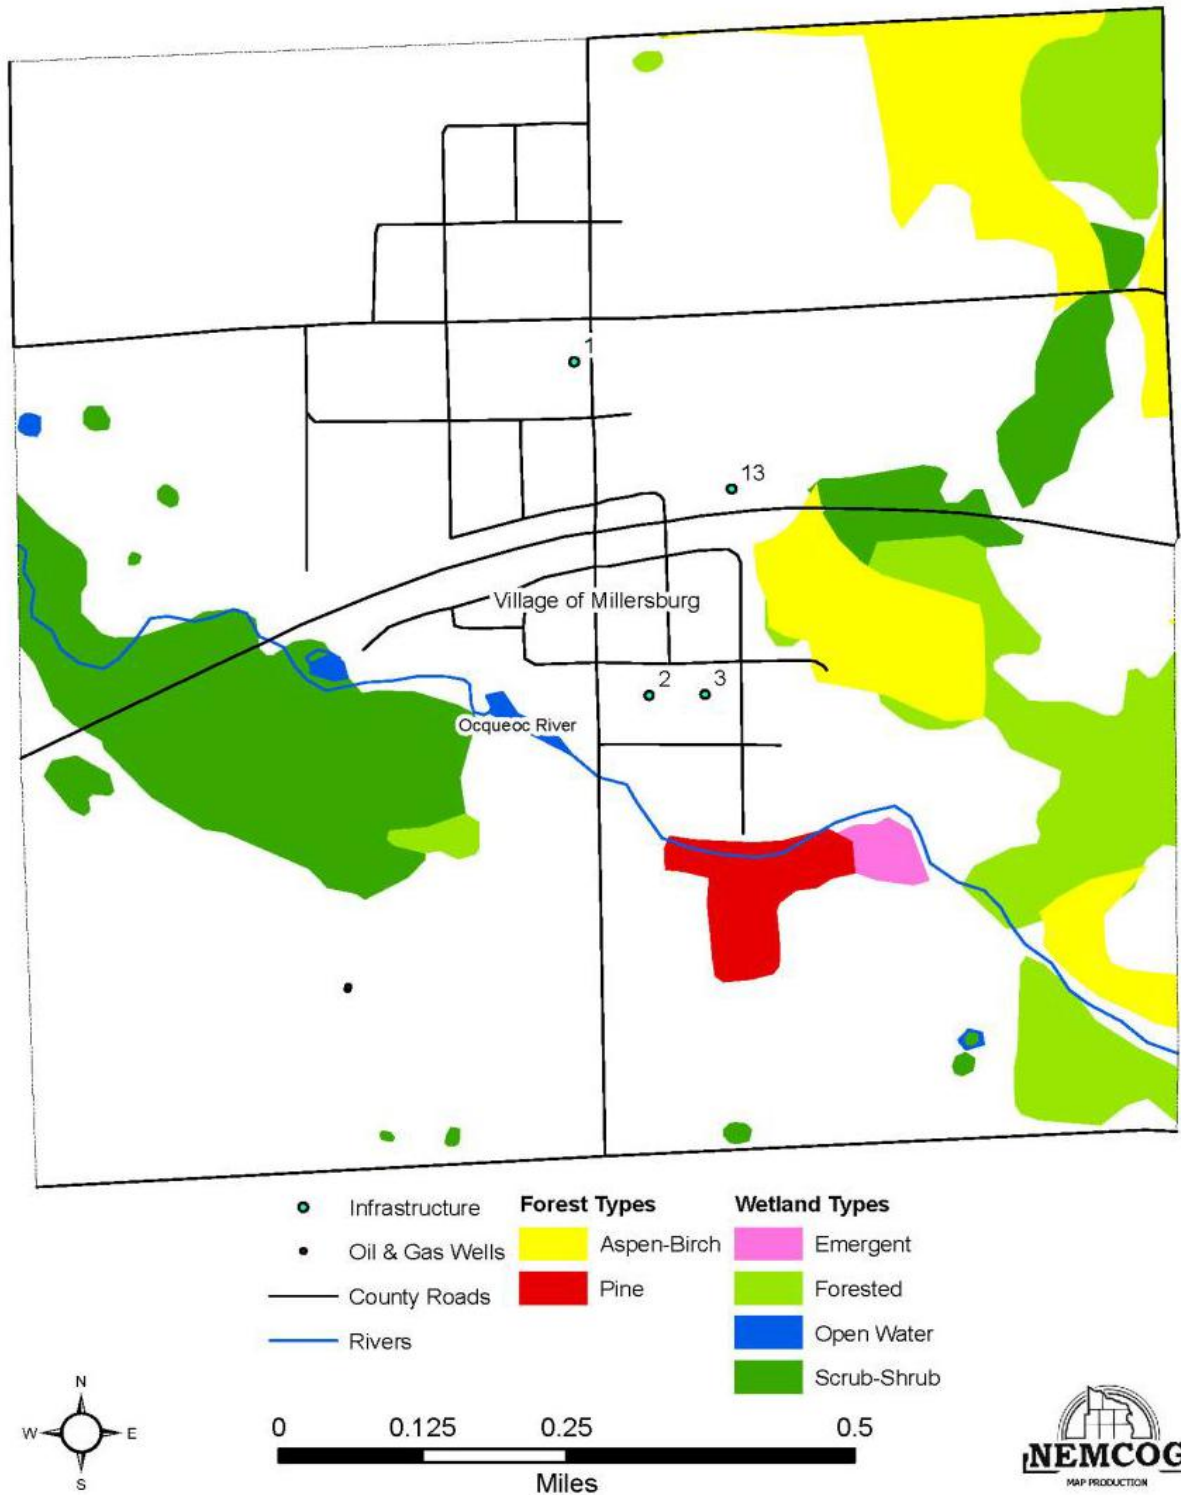 1
13
Village of Millersburg
2
3
Ocqueoc River
Infrastructure
Oil & Gas Wells
County Roads
Rivers
Forest Types
Aspen-Birch
Pine
Wetland Types
Emergent
Forested
Open Water
Scrub-Shrub
N
W
E
S
0
0.125
0.25
0.5
Miles
NEMCOG
MAP PRODUCTION